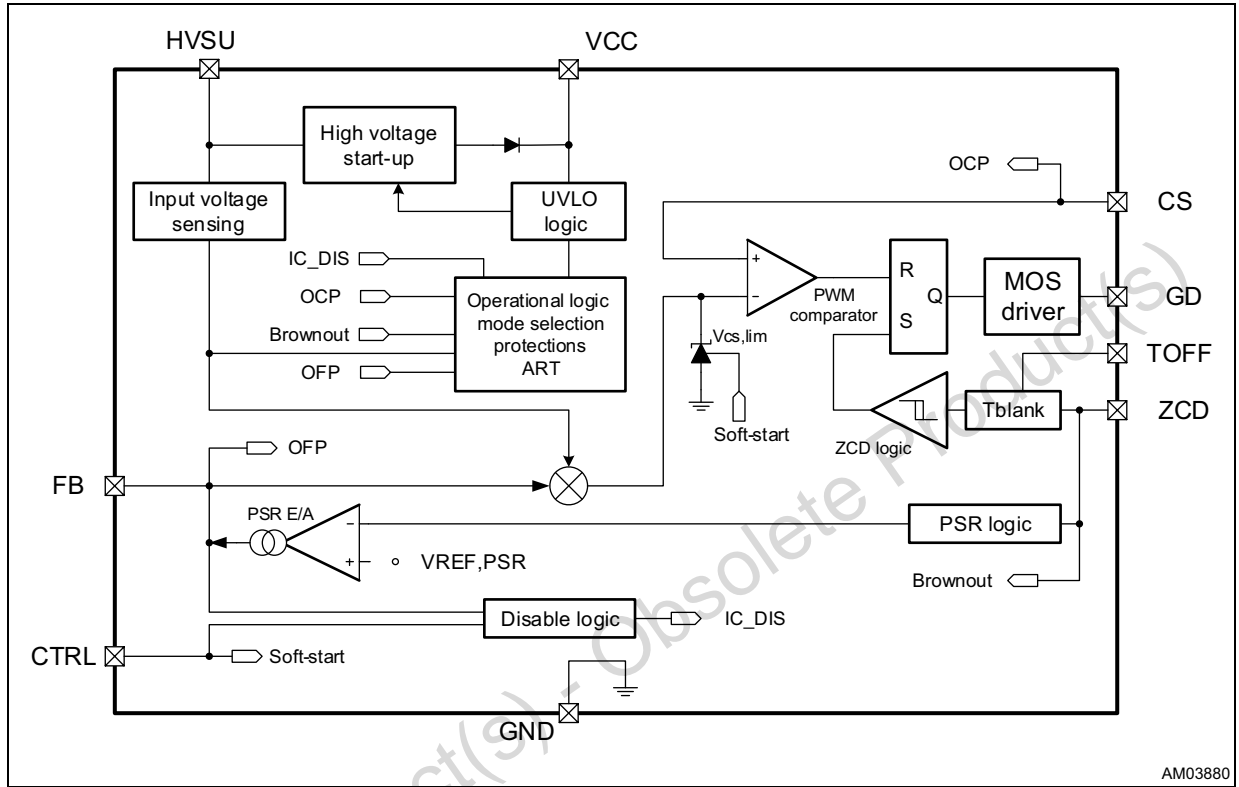 HVSU
VCC
High voltage
start-up
Input voltage
sensing
UVLO
logic
OCP
CS
IC_DIS
OCP
Brownout
OFP
Operational logic
mode selection
protections
ART
+
−
PWM
comparator
R
S
Q
MOS
driver
GD
Vcs,lim
TOFF
Soft-start
ZCD logic
Tblank
ZCD
OFP
FB
PSR E/A
−
+
VREF,PSR
PSR logic
Brownout
Disable logic
IC_DIS
CTRL
Soft-start
GND
ct(s) - Obsolete Product(s)
AM03880